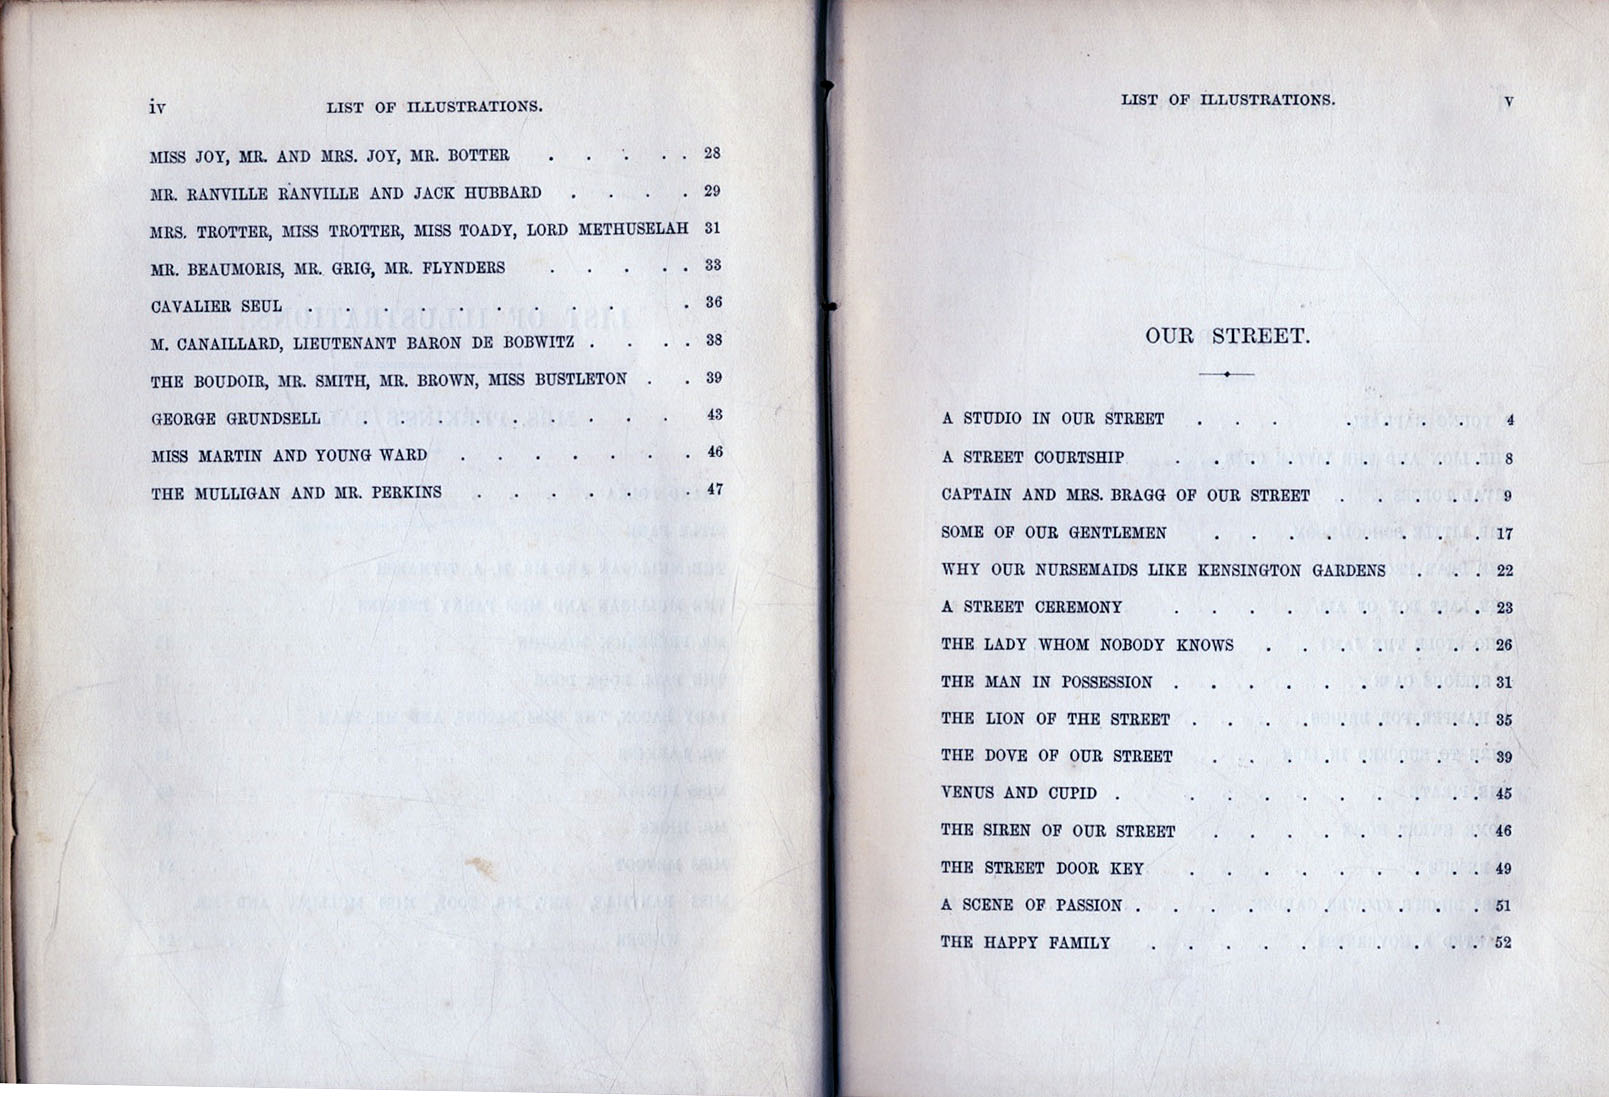 iv LIST OF ILLUSTRATIONS.
MISS JOY, MR. AND MRS. JOY, MR. BOTTER . . . . . 28
MR. RANVILLE RANVILLE AND JACK HUBBARD . . . . 29
MRS. TROTTER, MISS TROTTER, MISS TOADY, LORD METHUSELAH 31
MR. BEAUMORIS, MR. GRIG, MR. FLYNDERS . . . . . 33
CAVALIER SEUL . . . . . . . . . . 36
M. CANAILLARD, LIEUTENANT BARON DE BOBWITZ . . . . 38
THE BOUDOIR, MR. SMITH, MR. BROWN, MISS BUSTLETON . . 39
GEORGE GRUNDSELL . . . . . . . . . 43
MISS MARTIN AND YOUNG WARD . . . . . . . 46
THE MULLIGAN AND MR. PERKINS . . . . . . 47
LIST OF ILLUSTRATIONS. v
OUR STREET.
A STUDIO IN OUR STREET . . . . . . . 4
A STREET COURTSHIP . . . . . . . . 8
CAPTAIN AND MRS. BRAGG OF OUR STREET . . . . . 9
SOME OF OUR GENTLEMEN . . . . . . . . 17
WHY OUR NURSEMAIDS LIKE KENSINGTON GARDENS . . . 22
A STREET CEREMONY . . . . . . . . . 23
THE LADY WHOM NOBODY KNOWS . . . . . . . 26
THE MAN IN POSSESSION . . . . . . . . . 31
THE LION OF THE STREET . . . . . . . . . 35
THE DOVE OF OUR STREET . . . . . . . . 39
VENUS AND CUPID . . . . . . . . . . 45
THE SIREN OF OUR STREET . . . . . . . . 46
THE STREET DOOR KEY . . . . . . . . . 49
A SCENE OF PASSION . . . . . . . . . . 51
THE HAPPY FAMILY . . . . . . . . . . 52